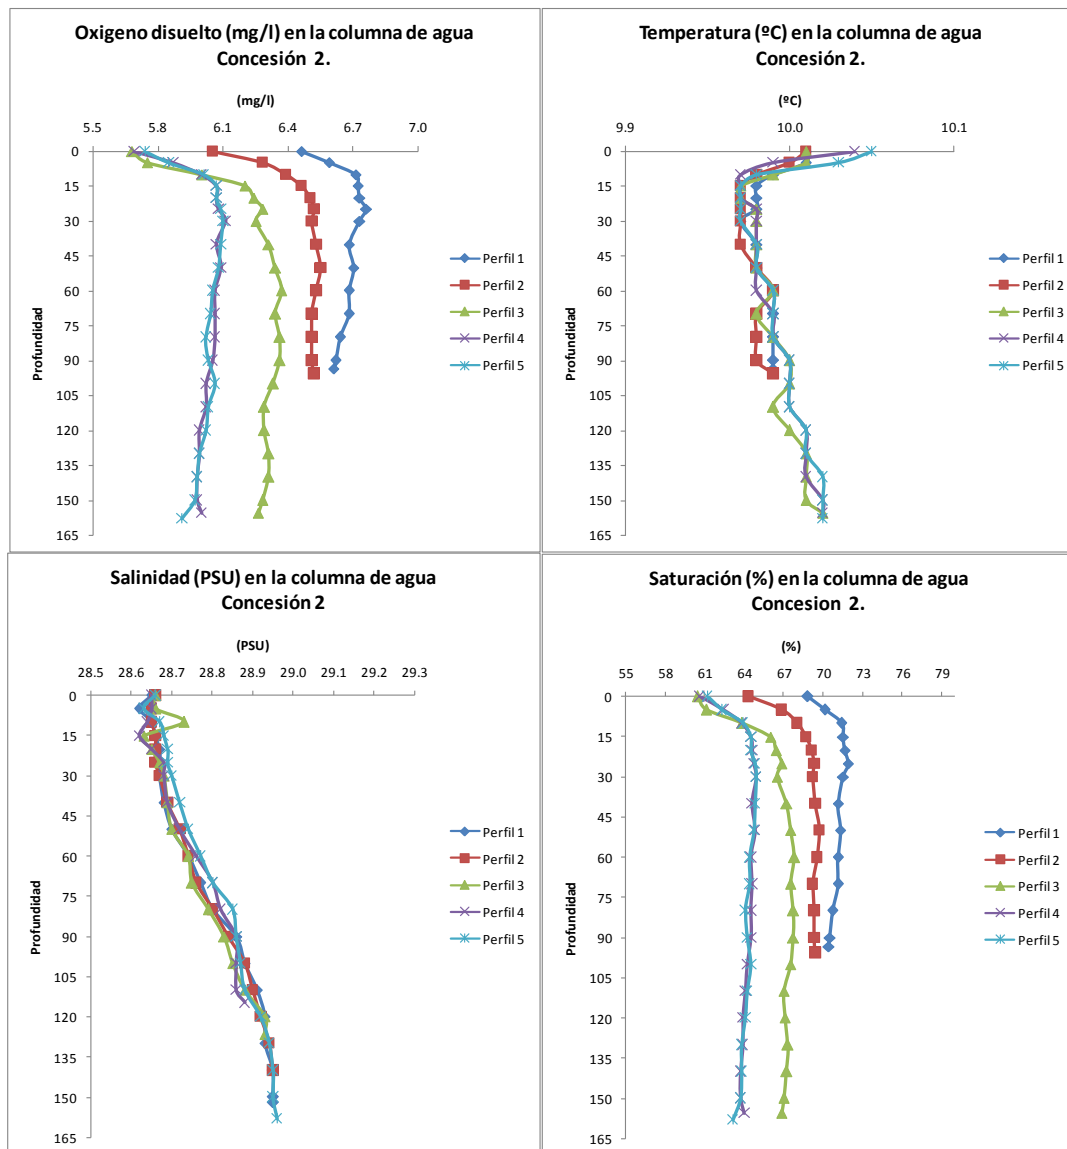 Oxigeno disuelto (mg/l) en la columna de agua
Concesión 2.
(mg/l)
5.5 5.8 6.1 6.4 6.7 7.0
0
15
30
45
60
75
90
105
120
135
150
165
Profundidad
Perfil 1
Perfil 2
Perfil 3
Perfil 4
Perfil 5
Temperatura (ºC) en la columna de agua
Concesión 2.
(ºC)
9.9 10.0 10.1
0
15
30
45
60
75
90
105
120
135
150
165
Profundidad
Perfil 1
Perfil 2
Perfil 3
Perfil 4
Perfil 5
Salinidad (PSU) en la columna de agua
Concesión 2
(PSU)
28.5 28.6 28.7 28.8 28.9 29.0 29.1 29.2 29.3
0
15
30
45
60
75
90
105
120
135
150
165
Profundidad
Perfil 1
Perfil 2
Perfil 3
Perfil 4
Perfil 5
Saturación (%) en la columna de agua
Concesion 2.
(%)
55 58 61 64 67 70 73 76 79
0
15
30
45
60
75
90
105
120
135
150
165
Profundidad
Perfil 1
Perfil 2
Perfil 3
Perfil 4
Perfil 5